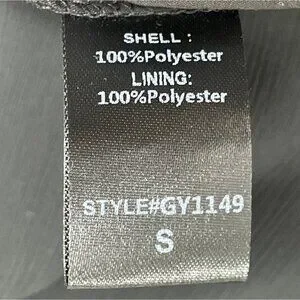 SHELL :
100%Polyester
LINING:
100%Polyester
STYLE#GY1149
S